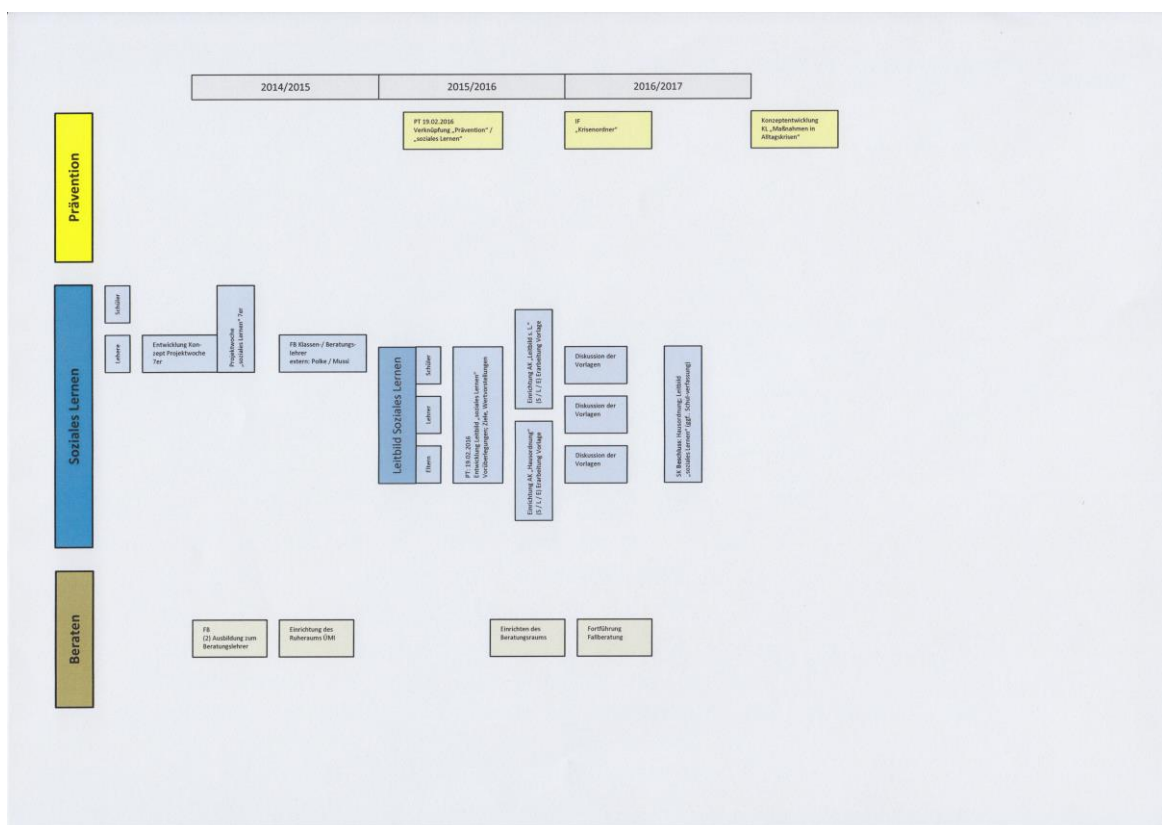 2014/2015
2015/2016
2016/2017
Prävention
PT 19.02.2016
Verknüpfung „Prävention“ /
„soziales Lernen“
IF
„Krisenordner“
Konzeptentwicklung
KL „Maßnahmen in
Alltagskrisen“
Soziales Lernen
Schüler
Lehere
Entwicklung Kon-
zept Projektwoche
7er
Projektwoche
„soziales Lernen“ 7er
FB Klassen-/ Beratungs-
lehrer
extern: Polke / Mussi
Leitbild Soziales Lernen
Schüler
Lehrer
Eltern
PT: 19.02.2016
Entwicklung Leitbild „soziales Lernen“
Vorüberlegungen; Ziele, Wertvorstellungen
Einrichtung AK „Leitbild s. L.“
(S / L / E) Erarbeitung Vorlage
Einrichtung AK „Hausordnung“
(S / L / E) Erarbeitung Vorlage
Diskussion der
Vorlagen
Diskussion der
Vorlagen
Diskussion der
Vorlagen
SK Beschluss: Hausordnung; Leitbild
„soziales Lernen“ (ggf.. Schul-verfassung)
Beraten
FB
(2) Ausbildung zum
Beratungslehrer
Einrichtung des
Ruheraums ÜMI
Einrichten des
Beratungsraums
Fortführung
Fallberatung